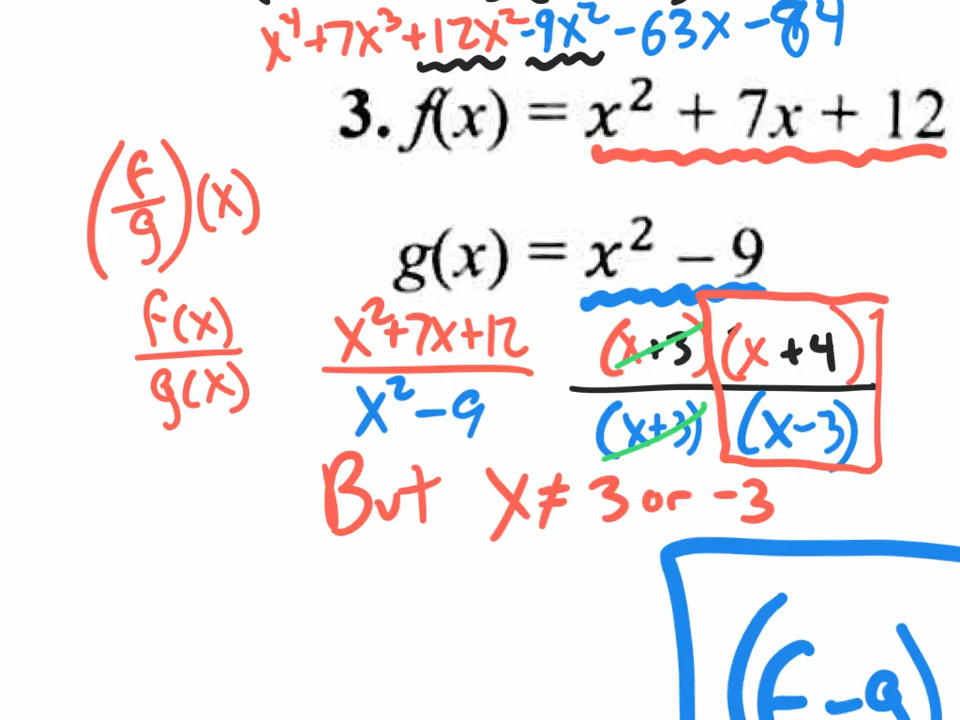 x⁴+7x³+12x²-9x²-63x-84
3. f(x) = x² + 7x + 12
(f/g)(x)
g(x) = x² – 9
f(x)/g(x)
x²+7x+12 / x²-9
(x+3)(x+4) / (x+3)(x-3)
But x≠ 3 or -3
(f-g)